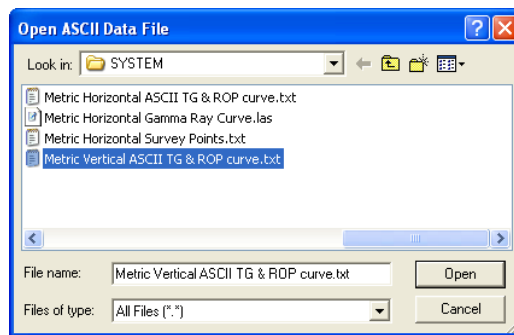 Open ASCII Data File
Look in: SYSTEM
Metric Horizontal ASCII TG & ROP curve.txt
Metric Horizontal Gamma Ray Curve.las
Metric Horizontal Survey Points.txt
Metric Vertical ASCII TG & ROP curve.txt
File name: Metric Vertical ASCII TG & ROP curve.txt Open
Files of type: All Files (*.*) Cancel